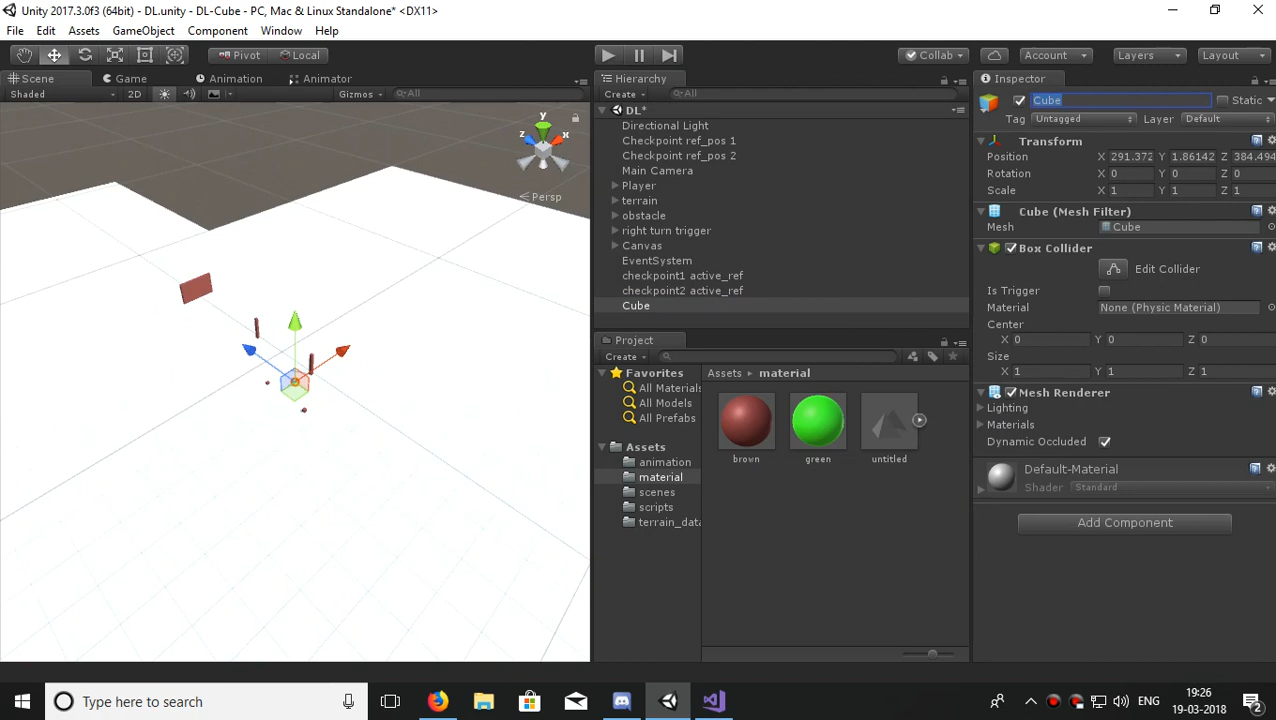 Unity 2017.3.0f3 (64bit) - DL.unity - DL-Cube - PC, Mac & Linux Standalone* <DX11>
File Edit Assets GameObject Component Window Help
Pivot Local Collab Account Layers Layout
Scene Game Animation Animator
Shaded 2D Gizmos All
y
z x
Persp
Hierarchy
Create All
DL*
Directional Light
Checkpoint ref_pos 1
Checkpoint ref_pos 2
Main Camera
Player
terrain
obstacle
right turn trigger
Canvas
EventSystem
checkpoint1 active_ref
checkpoint2 active_ref
Cube
Project
Create
Favorites
All Materials
All Models
All Prefabs
Assets
animation
material
scenes
scripts
terrain_data
Assets material
brown green untitled
Inspector
Cube Static
Tag Untagged Layer Default
Transform
Position X 291.372 Y 1.86142 Z 384.494
Rotation X 0 Y 0 Z 0
Scale X 1 Y 1 Z 1
Cube (Mesh Filter)
Mesh Cube
Box Collider
Edit Collider
Is Trigger
Material None (Physic Material)
Center
X 0 Y 0 Z 0
Size
X 1 Y 1 Z 1
Mesh Renderer
Lighting
Materials
Dynamic Occluded
Default-Material
Shader Standard
Add Component
Type here to search
ENG
19:26
19-03-2018
2